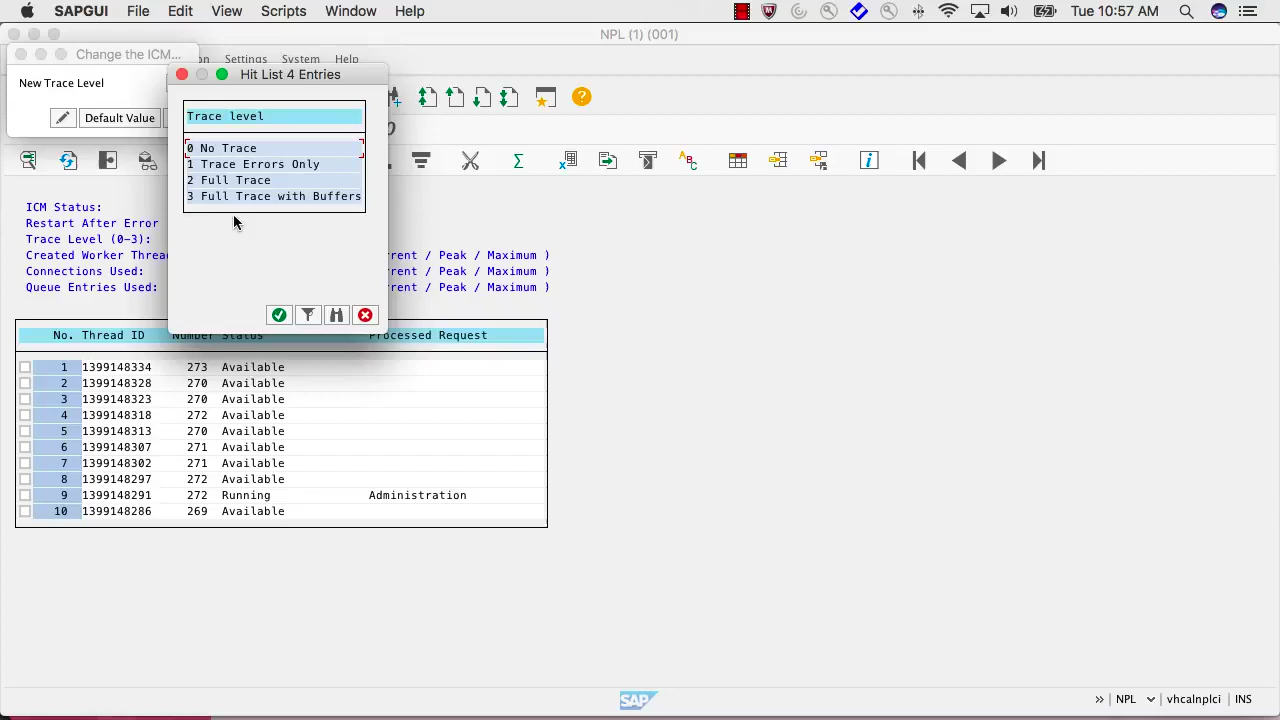 SAPGUI File Edit View Scripts Window Help Tue 10:57 AM
NPL (1) (001)
Change the ICM...
Settings System Help
New Trace Level
Default Value
Hit List 4 Entries
Trace level
0 No Trace
1 Trace Errors Only
2 Full Trace
3 Full Trace with Buffers
ICM Status:
Restart After Error
Trace Level (0-3):
Created Worker Threa rent / Peak / Maximum )
Connections Used: rent / Peak / Maximum )
Queue Entries Used: rent / Peak / Maximum )
No. Thread ID Number Status Processed Request
1 1399148334 273 Available
2 1399148328 270 Available
3 1399148323 270 Available
4 1399148318 272 Available
5 1399148313 270 Available
6 1399148307 271 Available
7 1399148302 271 Available
8 1399148297 272 Available
9 1399148291 272 Running Administration
10 1399148286 269 Available
SAP NPL vhcalnplci INS